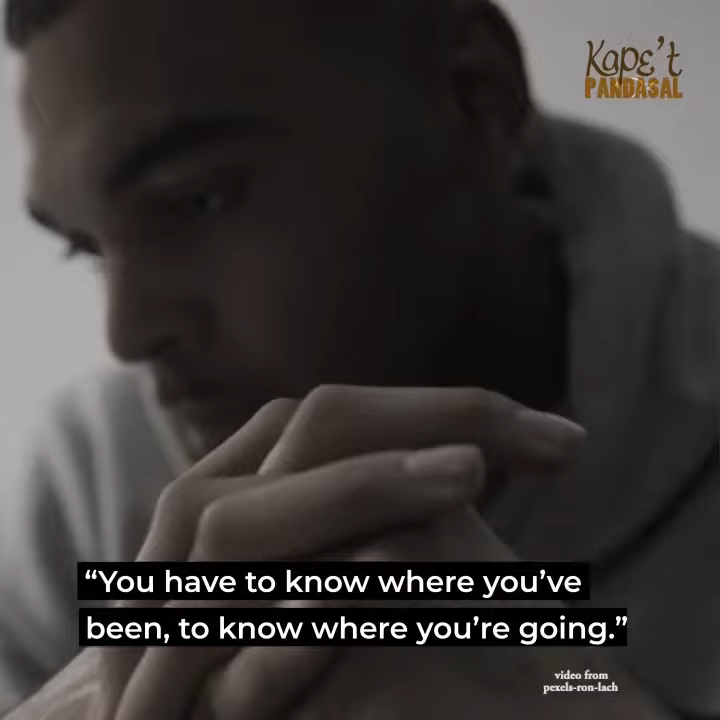 Kape't
PANDASAL
“You have to know where you’ve
been, to know where you’re going.”
video from
pexels-ron-lach